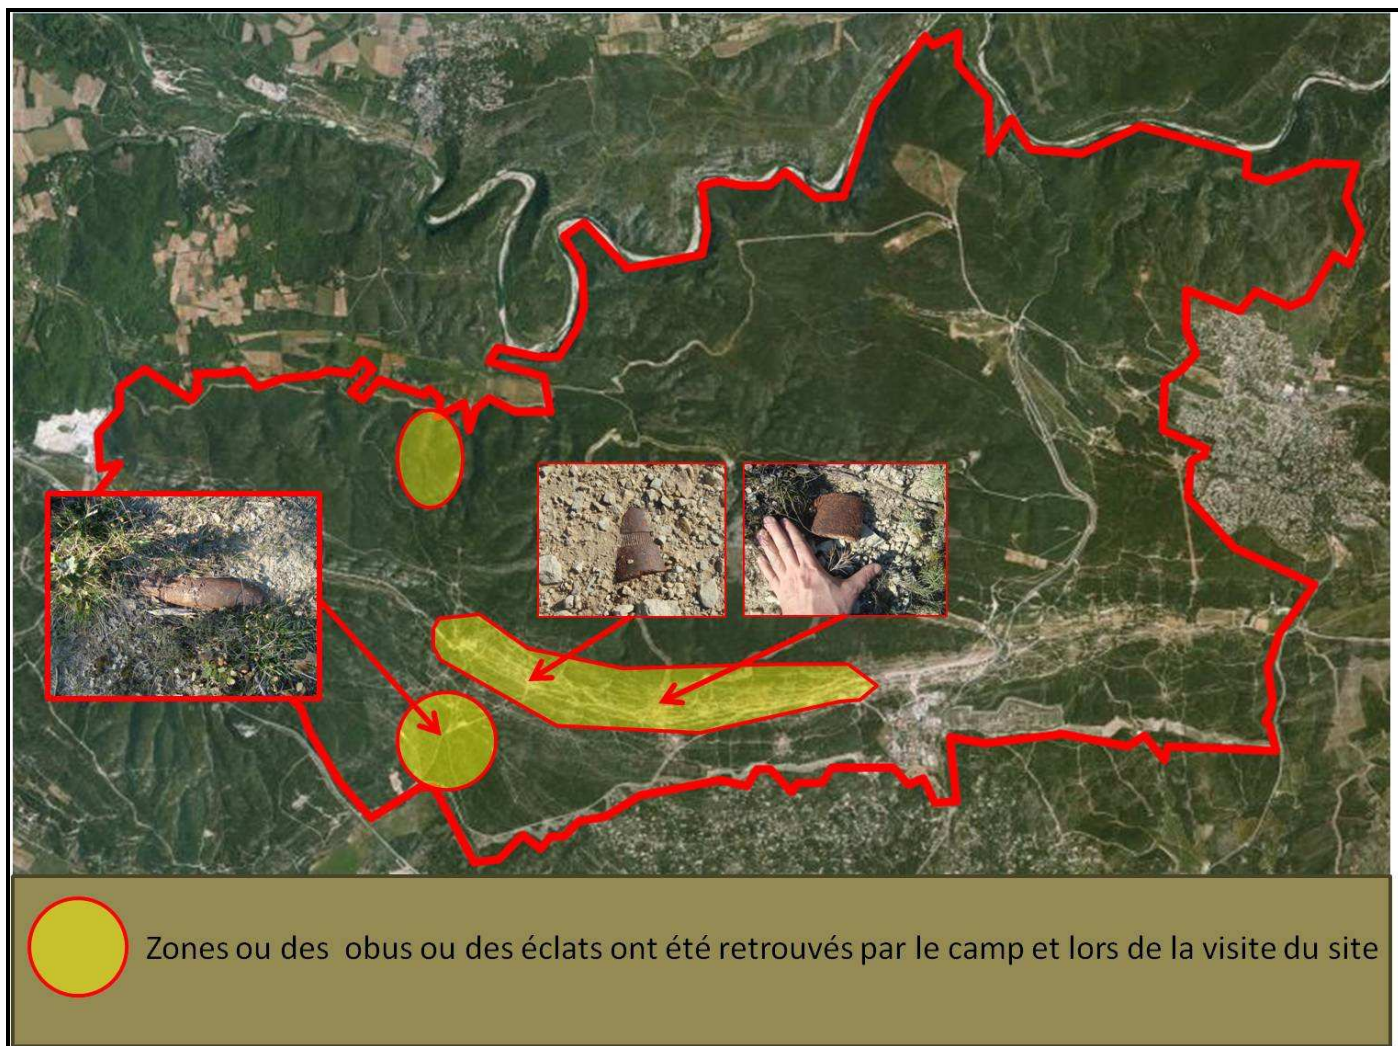 Zones ou des obus ou des éclats ont été retrouvés par le camp et lors de la visite du site